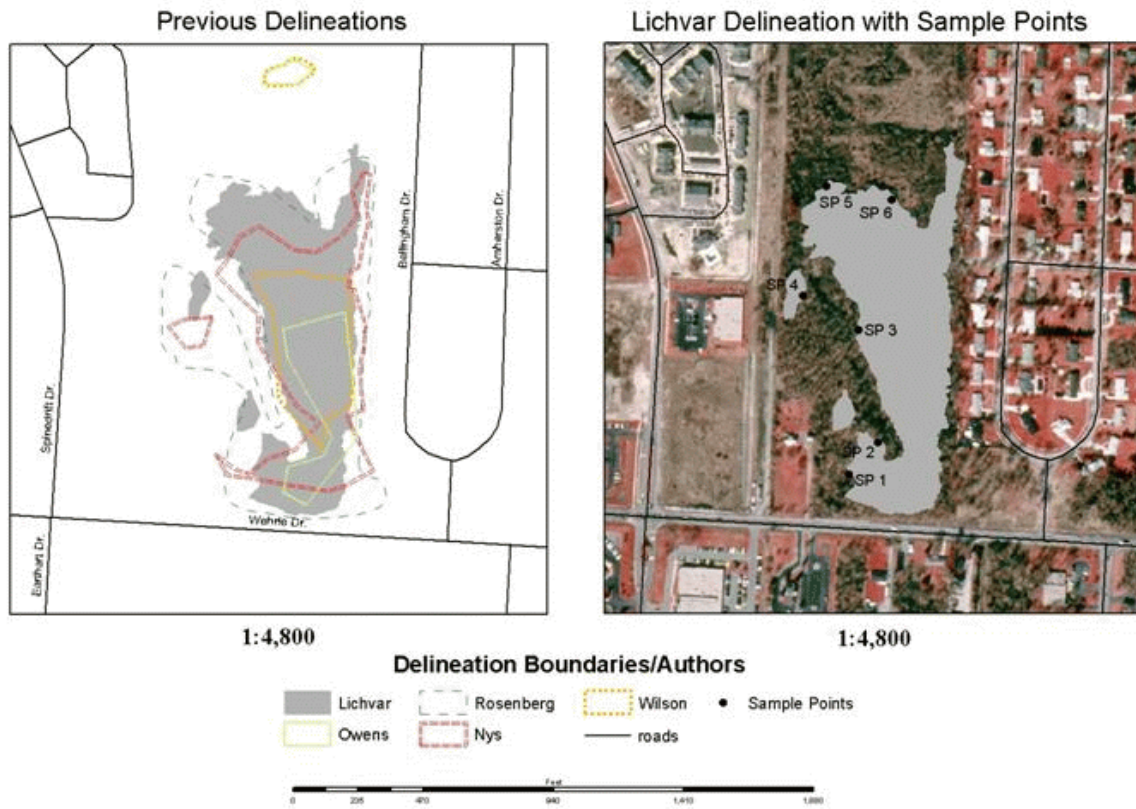 Previous Delineations
Lichvar Delineation with Sample Points
Bellingham Dr.
Amherston Dr.
Spindrift Dr.
Earhart Dr.
Wehrle Dr.
SP 5
SP 6
SP 4
SP 3
SP 2
SP 1
1:4,800
1:4,800
Delineation Boundaries/Authors
Lichvar
Rosenberg
Wilson
Sample Points
Owens
Nys
roads
Feet
0 235 470 940 1,410 1,880